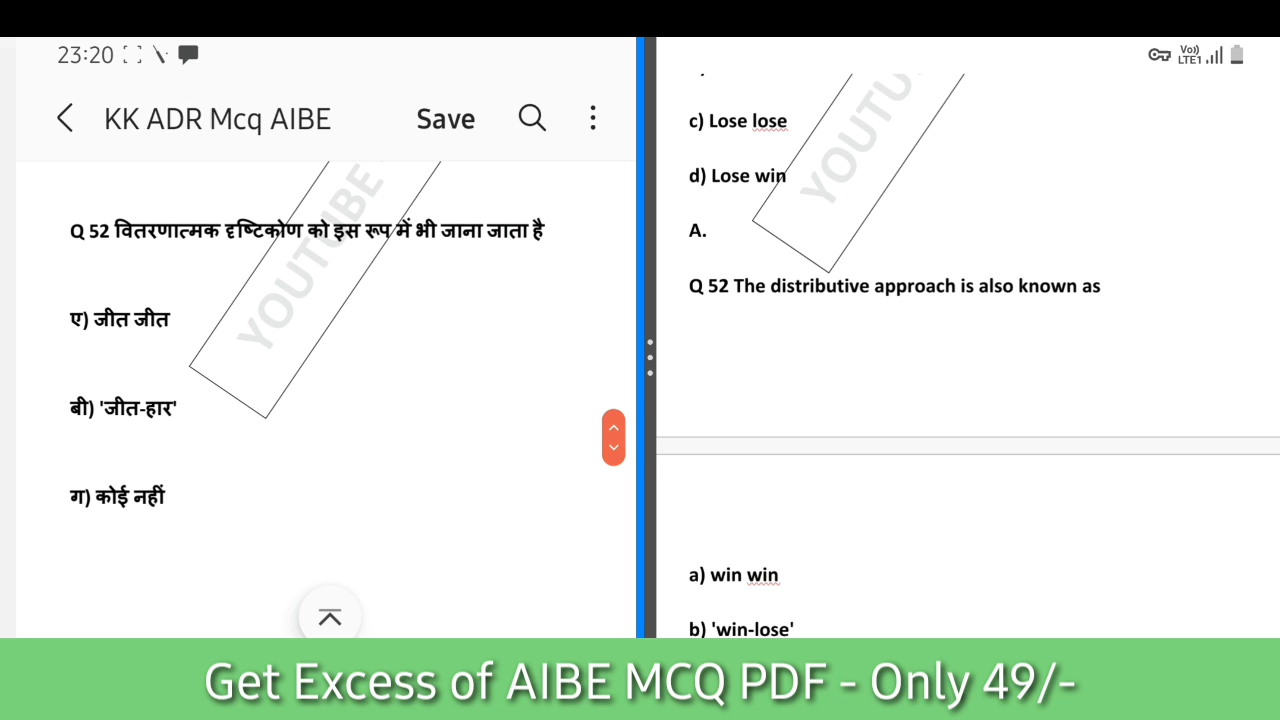 23:20
Vo)) LTE1
KK ADR Mcq AIBE Save
YOUTUBE
Q 52 वितरणात्मक दृष्टिकोण को इस रूप में भी जाना जाता है
ए) जीत जीत
बी) 'जीत-हार'
ग) कोई नहीं
YOUTU
c) Lose lose
d) Lose win
A.
Q 52 The distributive approach is also known as
a) win win
b) 'win-lose'
Get Excess of AIBE MCQ PDF - Only 49/-